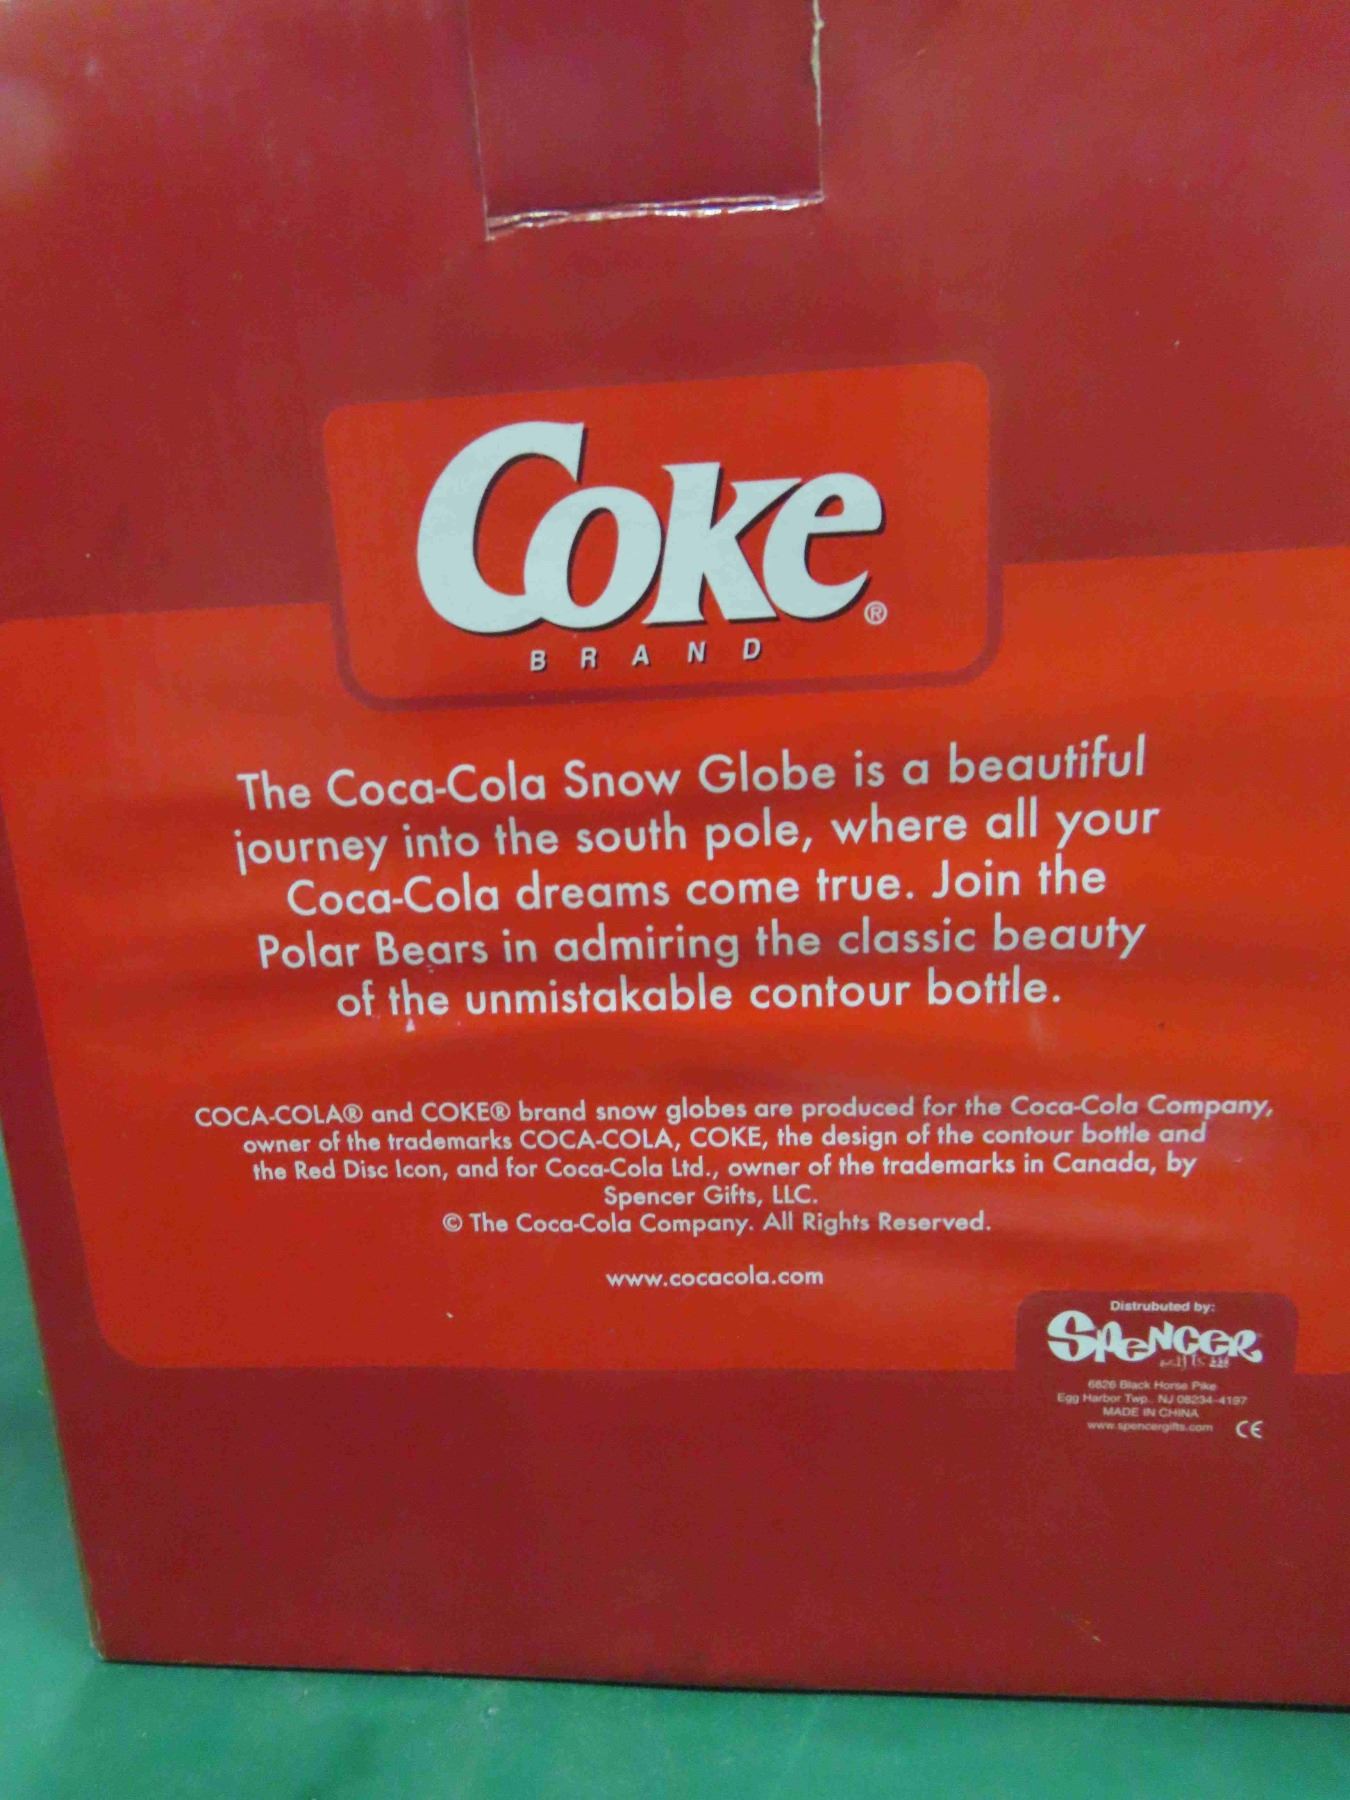 Coke®
BRAND
The Coca-Cola Snow Globe is a beautiful
journey into the south pole, where all your
Coca-Cola dreams come true. Join the
Polar Bears in admiring the classic beauty
of the unmistakable contour bottle.
COCA-COLA® and COKE® brand snow globes are produced for the Coca-Cola Company,
owner of the trademarks COCA-COLA, COKE, the design of the contour bottle and
the Red Disc Icon, and for Coca-Cola Ltd., owner of the trademarks in Canada, by
Spencer Gifts, LLC.
© The Coca-Cola Company. All Rights Reserved.
www.cocacola.com
Distrubuted by:
SPENCER
gifts LLC
6826 Black Horse Pike
Egg Harbor Twp., NJ 08234-4197
MADE IN CHINA
www.spencergifts.com CE